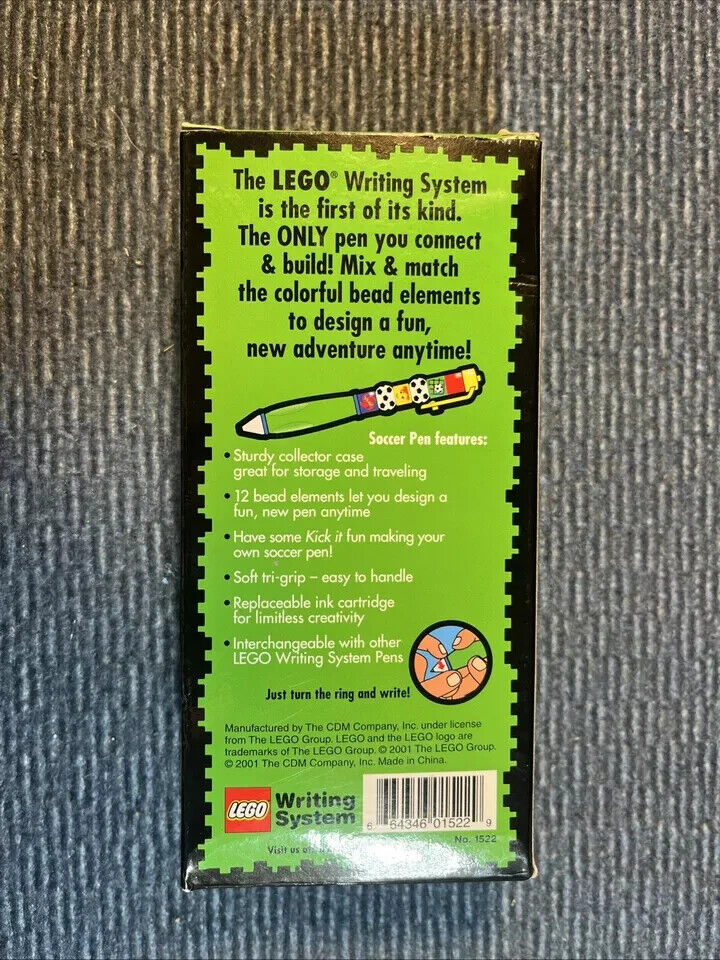 The LEGO® Writing System
is the first of its kind.
The ONLY pen you connect
& build! Mix & match
the colorful bead elements
to design a fun,
new adventure anytime!
Soccer Pen features:
• Sturdy collector case
great for storage and traveling
• 12 bead elements let you design a
fun, new pen anytime
• Have some Kick it fun making your
own soccer pen!
• Soft tri-grip – easy to handle
• Replaceable ink cartridge
for limitless creativity
• Interchangeable with other
LEGO Writing System Pens
Just turn the ring and write!
Manufactured by The CDM Company, Inc. under license
from The LEGO Group. LEGO and the LEGO logo are
trademarks of The LEGO Group. © 2001 The LEGO Group.
© 2001 The CDM Company, Inc. Made in China.
LEGO Writing
System
6 64346 01522 9
No. 1522
Visit us